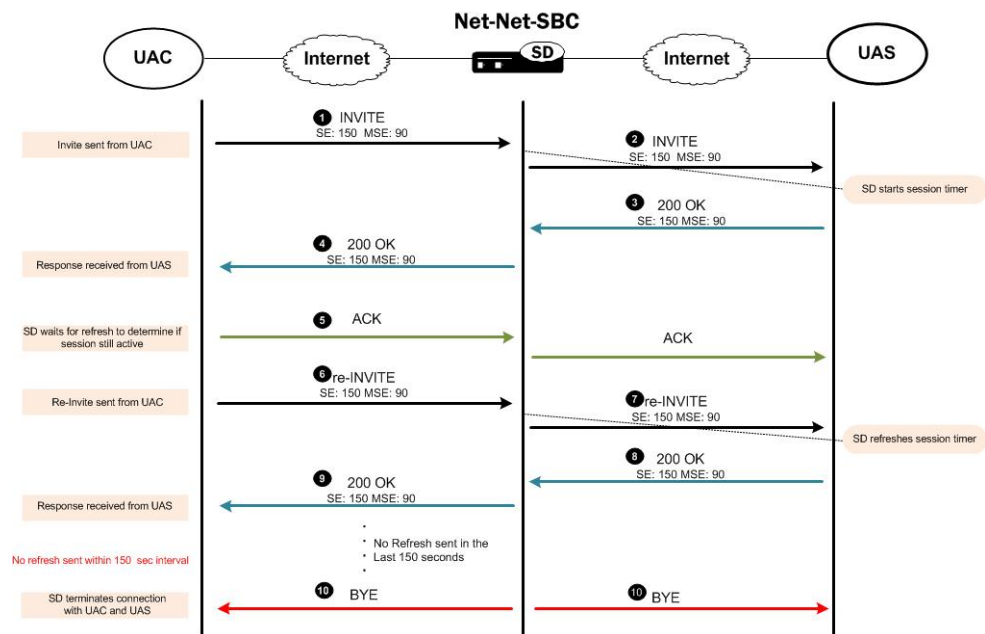 Net-Net-SBC
UAC
Internet
SD
Internet
UAS
1 INVITE
SE: 150 MSE: 90
Invite sent from UAC
2 INVITE
SE: 150 MSE: 90
SD starts session timer
3 200 OK
SE: 150 MSE: 90
4 200 OK
SE: 150 MSE: 90
Response received from UAS
5 ACK
SD waits for refresh to determine if
session still active
ACK
6 re-INVITE
SE: 150 MSE: 90
Re-Invite sent from UAC
7 re-INVITE
SE: 150 MSE: 90
SD refreshes session timer
8 200 OK
SE: 150 MSE: 90
9 200 OK
SE: 150 MSE: 90
Response received from UAS
No Refresh sent in the
Last 150 seconds
No refresh sent within 150 sec interval
10 BYE
10 BYE
SD terminates connection
with UAC and UAS